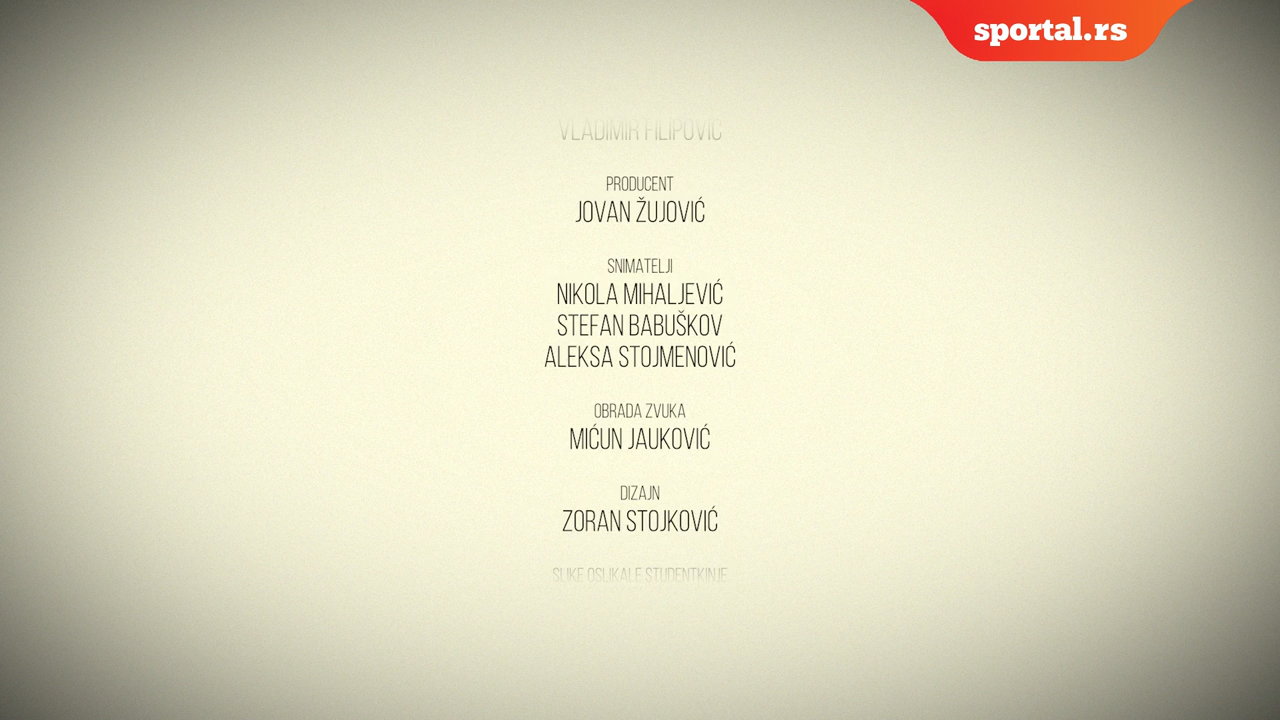 sportal.rs
VLADIMIR FILIPOVIĆ
PRODUCENT
JOVAN ŽUJOVIĆ
SNIMATELJI
NIKOLA MIHALJEVIĆ
STEFAN BABUŠKOV
ALEKSA STOJMENOVIĆ
OBRADA ZVUKA
MIĆUN JAUKOVIĆ
DIZAJN
ZORAN STOJKOVIĆ
SLIKE OSLIKALE STUDENTKINJE